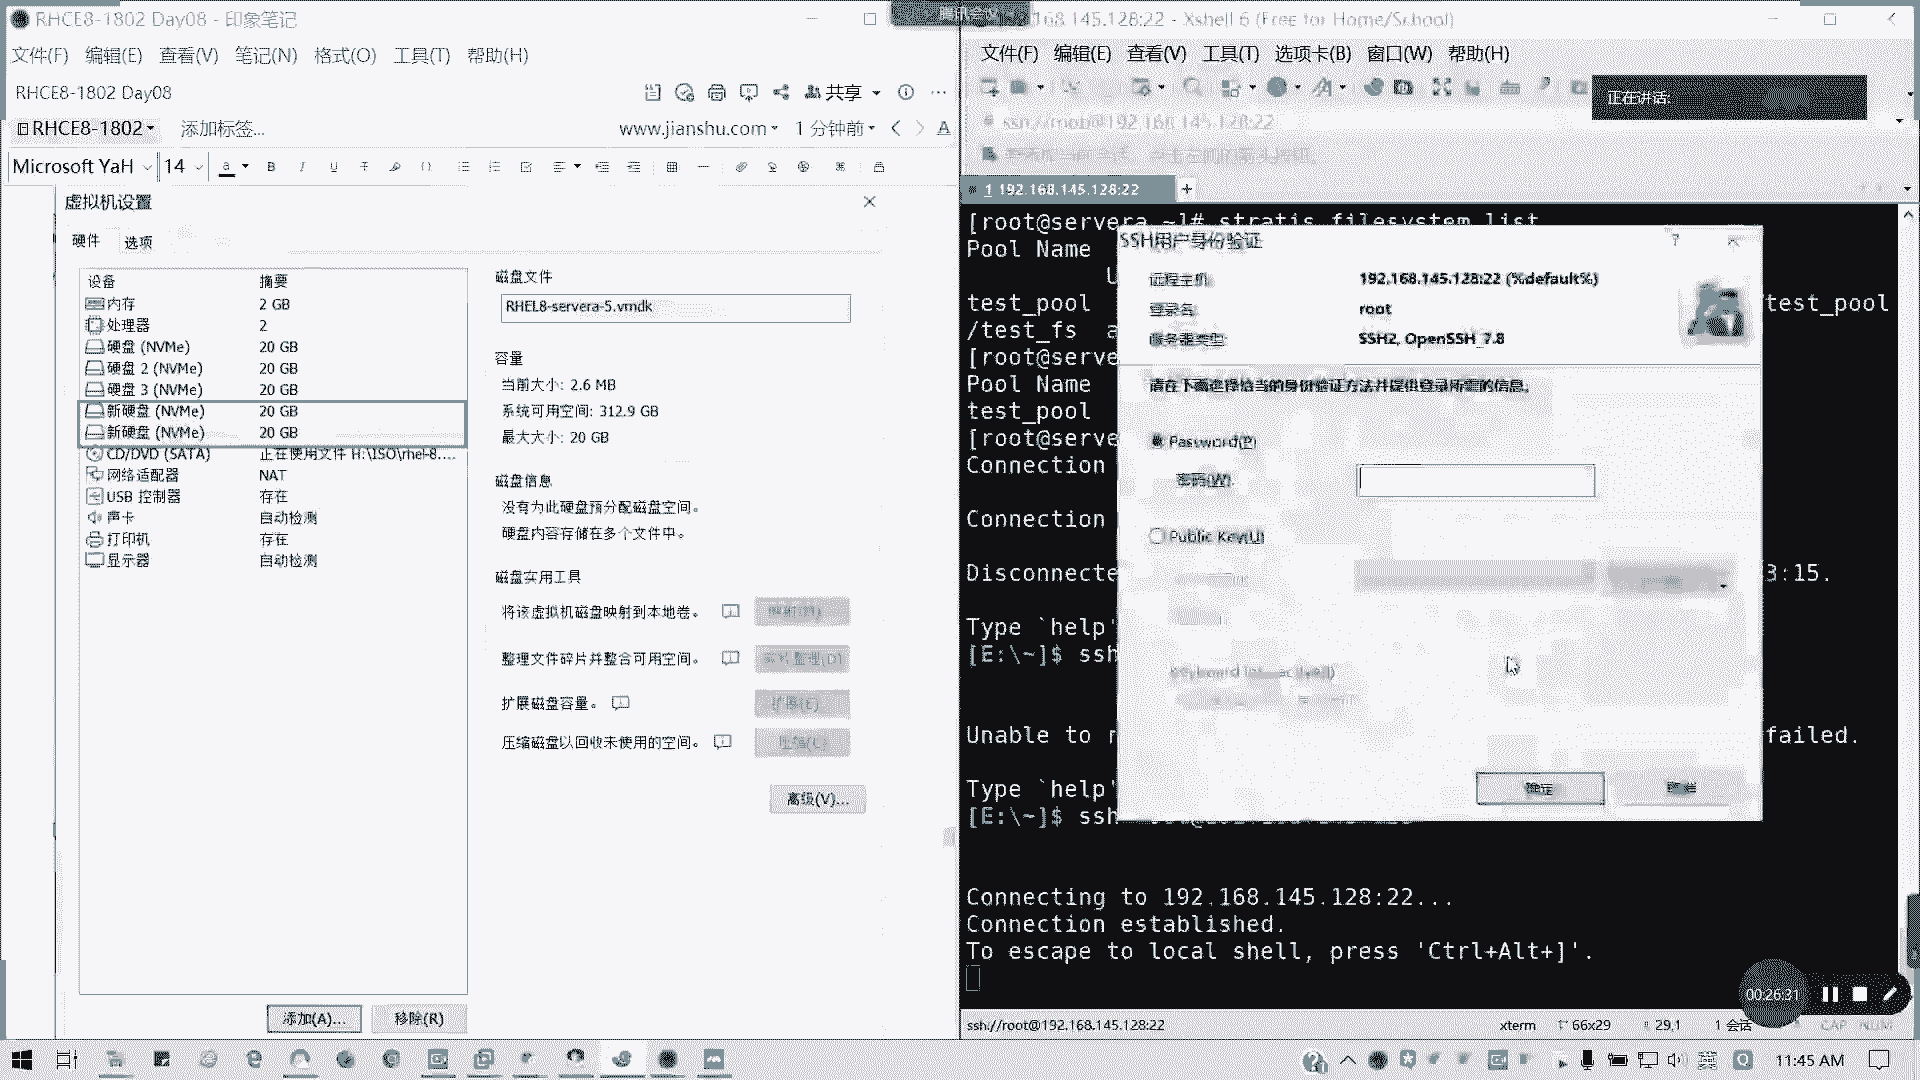 RHCE8-1802 Day08 - 印象笔记
文件(F) 编辑(E) 查看(V) 笔记(N) 格式(O) 工具(T) 帮助(H)
RHCE8-1802 Day08
共享
RHCE8-1802
添加标签...
www.jianshu.com
1 分钟前
Microsoft YaH
14
虚拟机设置
硬件 选项
设备 摘要
内存 2 GB
处理器 2
硬盘 (NVMe) 20 GB
硬盘 2 (NVMe) 20 GB
硬盘 3 (NVMe) 20 GB
新硬盘 (NVMe) 20 GB
新硬盘 (NVMe) 20 GB
CD/DVD (SATA) 正在使用文件 H:\ISO\rhel-8....
网络适配器 NAT
USB 控制器 存在
声卡 自动检测
打印机 存在
显示器 自动检测
添加(A)... 移除(R)
磁盘文件
RHEL8-servera-5.vmdk
容量
当前大小: 2.6 MB
系统可用空间: 312.9 GB
最大大小: 20 GB
磁盘信息
没有为此硬盘预分配磁盘空间。
硬盘内容存储在多个文件中。
磁盘实用工具
将该虚拟机磁盘映射到本地卷。
整理文件碎片并整合可用空间。
扩展磁盘容量。
压缩磁盘以回收未使用的空间。
高级(V)...
腾讯会议
168.145.128:22 - Xshell 6 (Free for Home/School)
文件(F) 编辑(E) 查看(V) 工具(T) 选项卡(B) 窗口(W) 帮助(H)
正在讲话:
ssh://root@192.168.145.128:22
1 192.168.145.128:22
[root@servera ~]# stratis filesystem list
Pool Name
test_pool
/test_pool
/test_fs
[root@serve
Pool Name
test_pool
[root@serve
Connection
Connection
Disconnecte
3:15.
Type `help'
[E:\~]$ ssh
Unable to
failed.
Type `help'
[E:\~]$ ssh
Connecting to 192.168.145.128:22...
Connection established.
To escape to local shell, press 'Ctrl+Alt+]'.
SSH用户身份验证
远程主机: 192.168.145.128:22 (%default%)
登录名: root
服务器类型: SSH2, OpenSSH_7.8
请在下面选择恰当的身份验证方法并提供登录所需的信息。
Password(P)
密码(W):
Public Key(U)
确定
00:26:31
ssh://root@192.168.145.128:22
xterm
66x29
29,1
1 会话
CAP NUM
英
11:45 AM